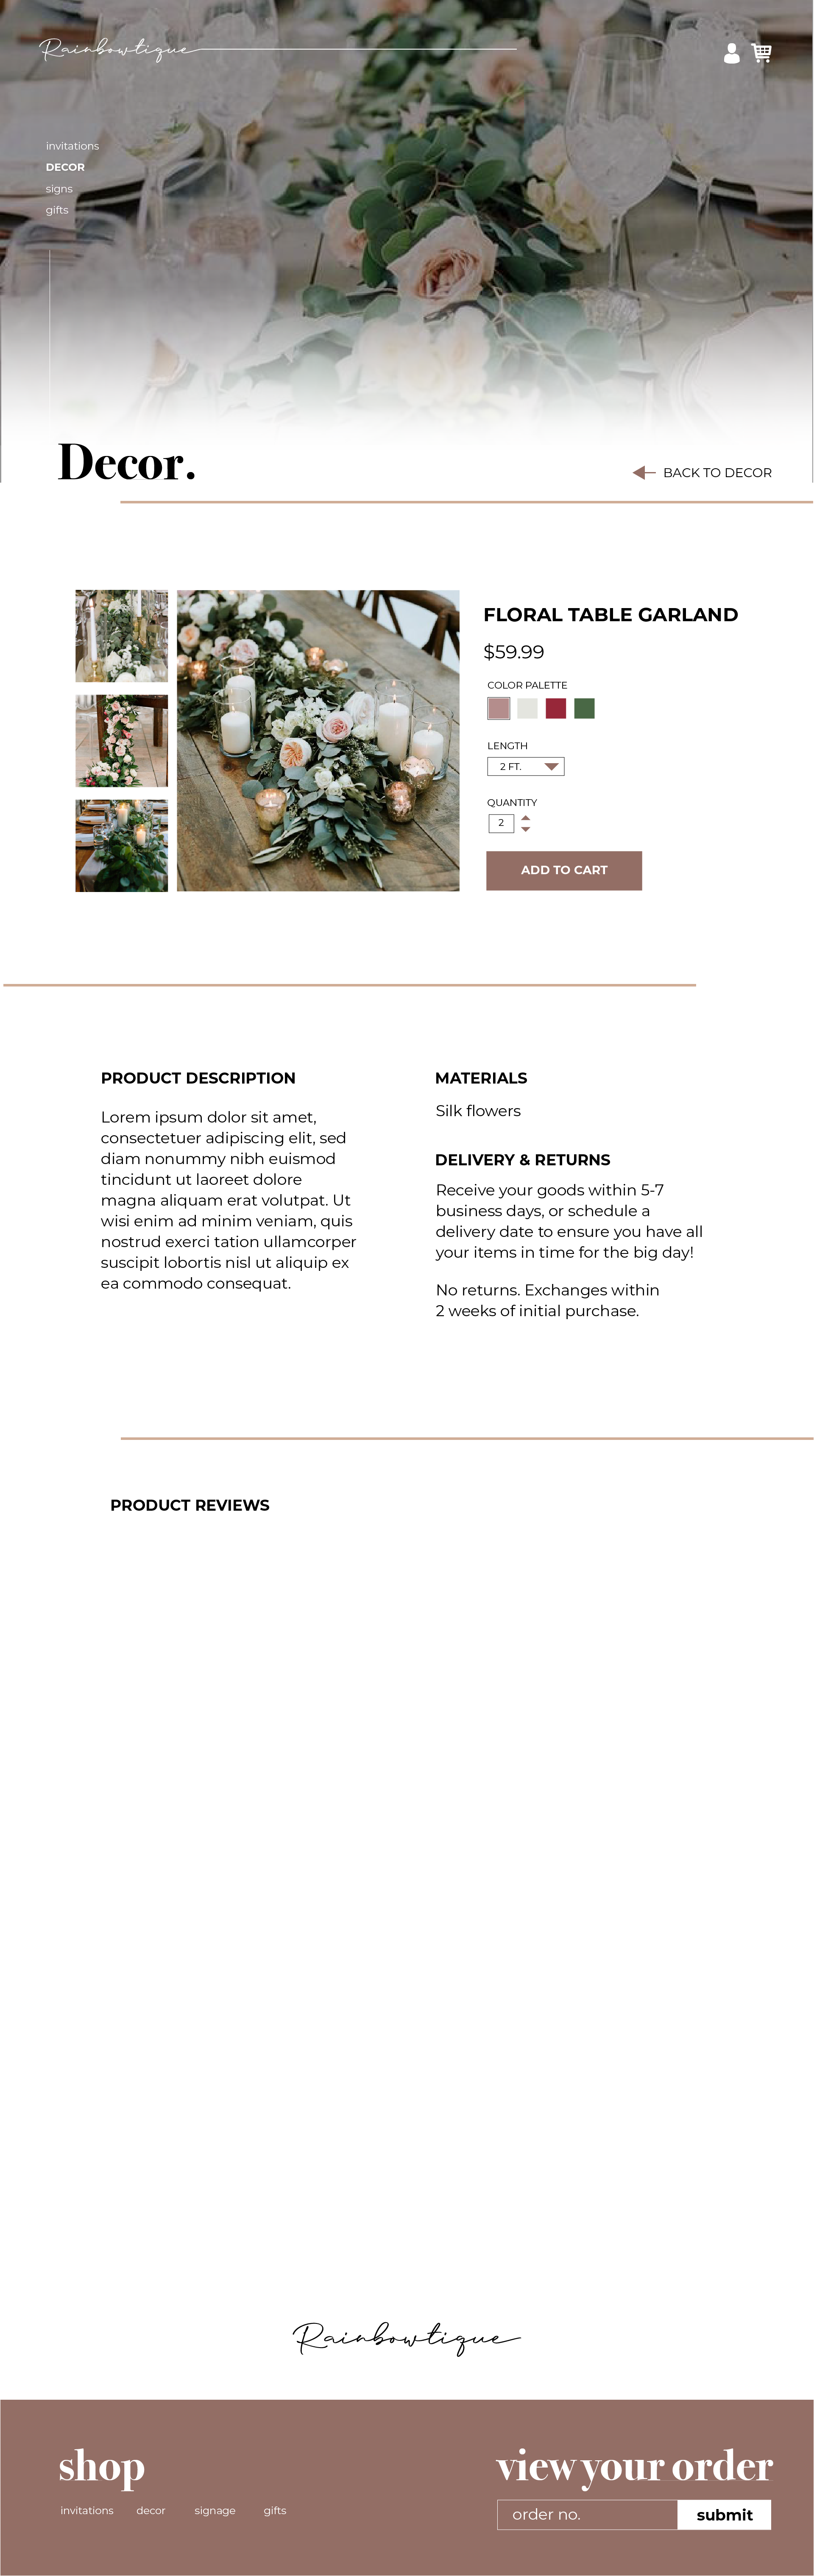 Rainbowtique
invitations
DECOR
signs
gifts
Decor.
BACK TO DECOR
FLORAL TABLE GARLAND
$59.99
COLOR PALETTE
LENGTH
2 FT.
QUANTITY
2
ADD TO CART
PRODUCT DESCRIPTION
Lorem ipsum dolor sit amet,
consectetuer adipiscing elit, sed
diam nonummy nibh euismod
tincidunt ut laoreet dolore
magna aliquam erat volutpat. Ut
wisi enim ad minim veniam, quis
nostrud exerci tation ullamcorper
suscipit lobortis nisl ut aliquip ex
ea commodo consequat.
MATERIALS
Silk flowers
DELIVERY & RETURNS
Receive your goods within 5-7
business days, or schedule a
delivery date to ensure you have all
your items in time for the big day!
No returns. Exchanges within
2 weeks of initial purchase.
PRODUCT REVIEWS
Rainbowtique
shop
invitations decor signage gifts
view your order
order no.
submit